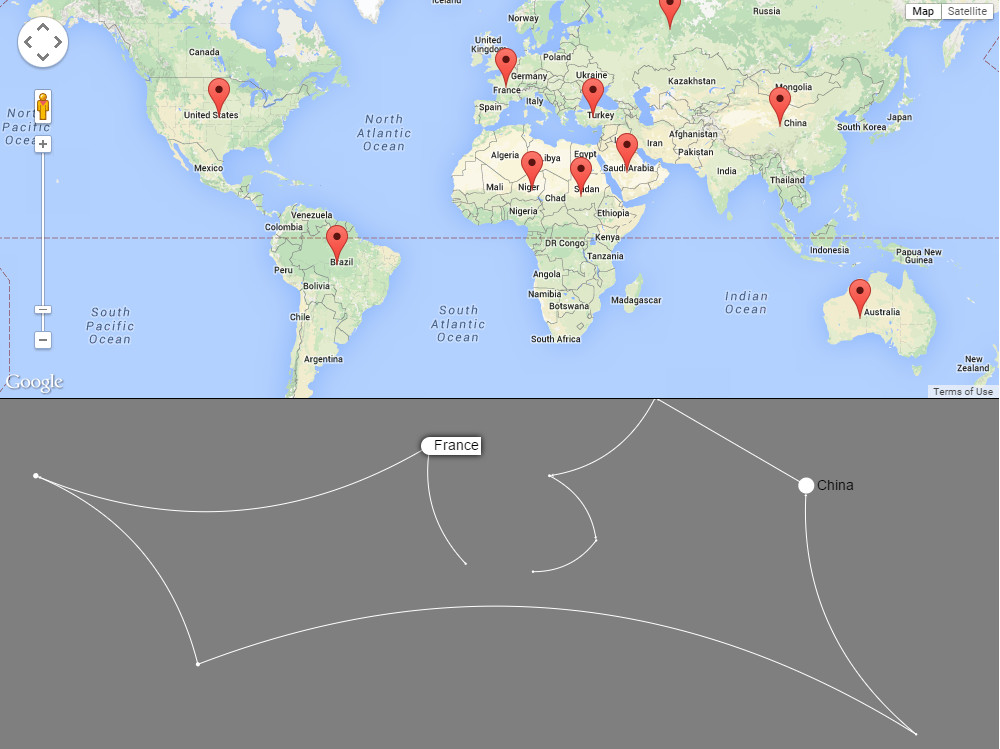 Iceland
Russia
Map
Satellite
Norway
United
Kingdom
Canada
Poland
Germany
Ukraine
Kazakhstan
Mongolia
France
North
Pacific
Ocean
North
Atlantic
Ocean
Spain
Italy
Turkey
United States
China
South Korea
Japan
Afghanistan
Iran
Pakistan
Algeria
Libya
Egypt
Mexico
Saudi Arabia
India
Thailand
Mali
Niger
Sudan
Chad
Nigeria
Ethiopia
Venezuela
Colombia
DR Congo
Kenya
Tanzania
Indonesia
Papua New
Guinea
Brazil
Peru
Bolivia
Angola
Namibia
Botswana
Madagascar
Indian
Ocean
South
Pacific
Ocean
Chile
South
Atlantic
Ocean
Australia
South Africa
Argentina
New
Zealand
Google
Terms of Use
France
China